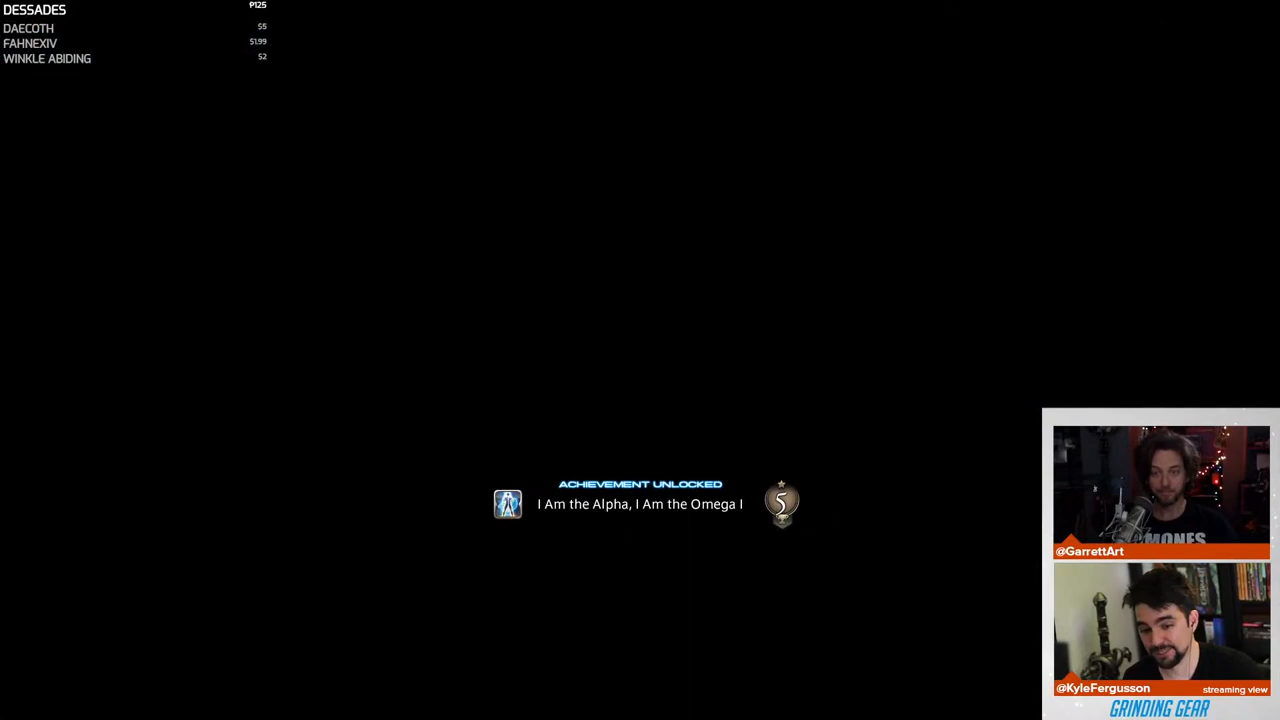 DESSADES ₱125
DAECOTH $5
FAHNEXIV $1.99
WINKLE ABIDING $2
ACHIEVEMENT UNLOCKED
I Am the Alpha, I Am the Omega I
5
MONES
@GarrettArt
@KyleFergusson
streaming view
GRINDING GEAR